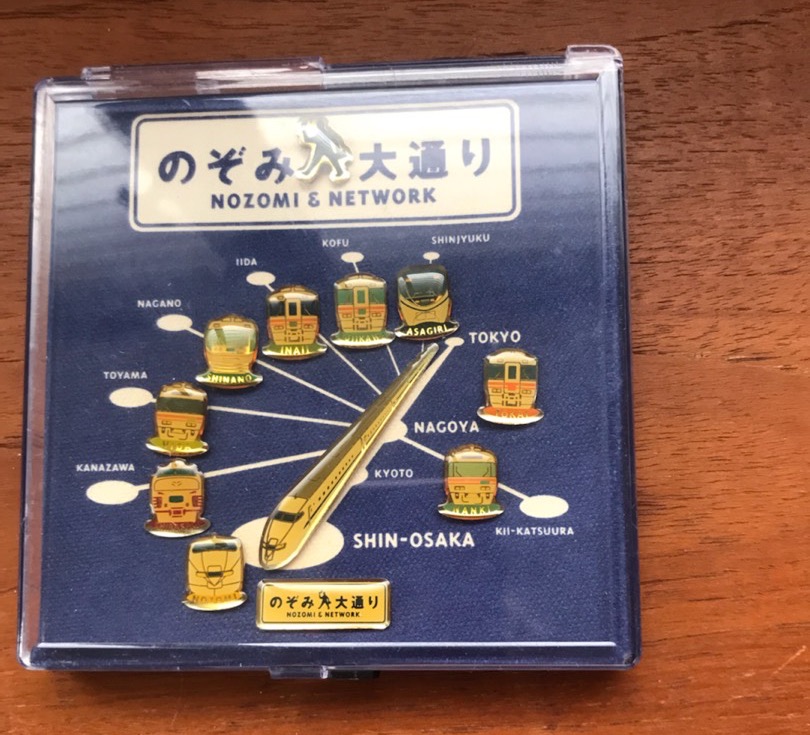 のぞみ大通り
NOZOMI & NETWORK
KOFU
SHINJYUKU
IIDA
NAGANO
ASAGIRI
INAJI
TOKYO
SHINANO
TOYAMA
NAGOYA
KANAZAWA
KYOTO
NANKI
KII-KATSUURA
SHIN-OSAKA
NOZOMI
のぞみ大通り
NOZOMI & NETWORK